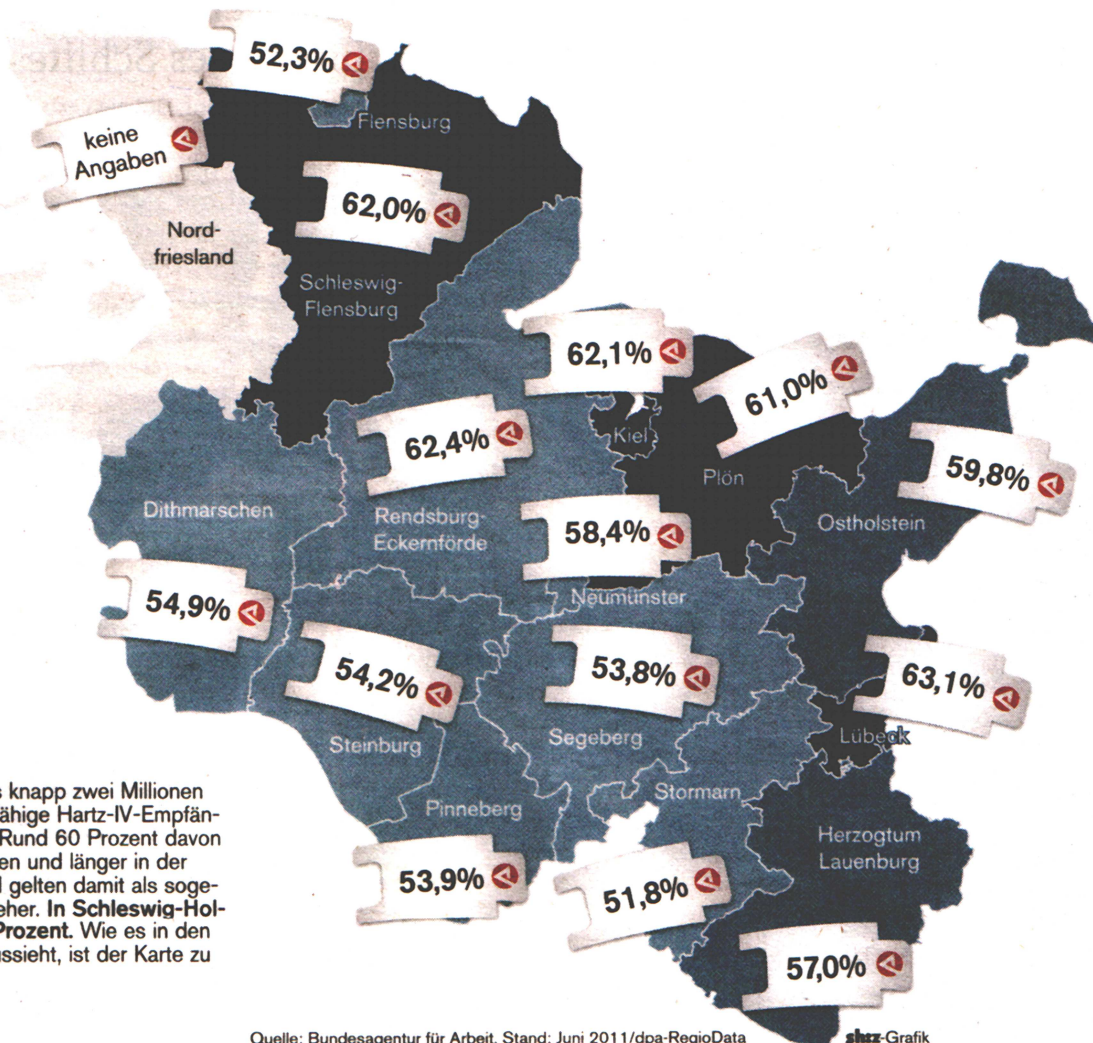 52,3%
Flensburg
keine
Angaben
62,0%
Nord-
friesland
Schleswig-
Flensburg
62,1%
61,0%
Kiel
62,4%
Plön
59,8%
Dithmarschen
Rendsburg-
Eckernförde
58,4%
Ostholstein
54,9%
Neumünster
54,2%
53,8%
63,1%
Steinburg
Segeberg
Lübeck
Pinneberg
Stormarn
Herzogtum
Lauenburg
53,9%
51,8%
57,0%
knapp zwei Millionen
ähige Hartz-IV-Empfän-
Rund 60 Prozent davon
en und länger in der
gelten damit als soge-
eher. In Schleswig-Hol-
Prozent. Wie es in den
ussieht, ist der Karte zu
Quelle: Bundesagentur für Arbeit, Stand: Juni 2011/dpa-RegioData
shz-Grafik